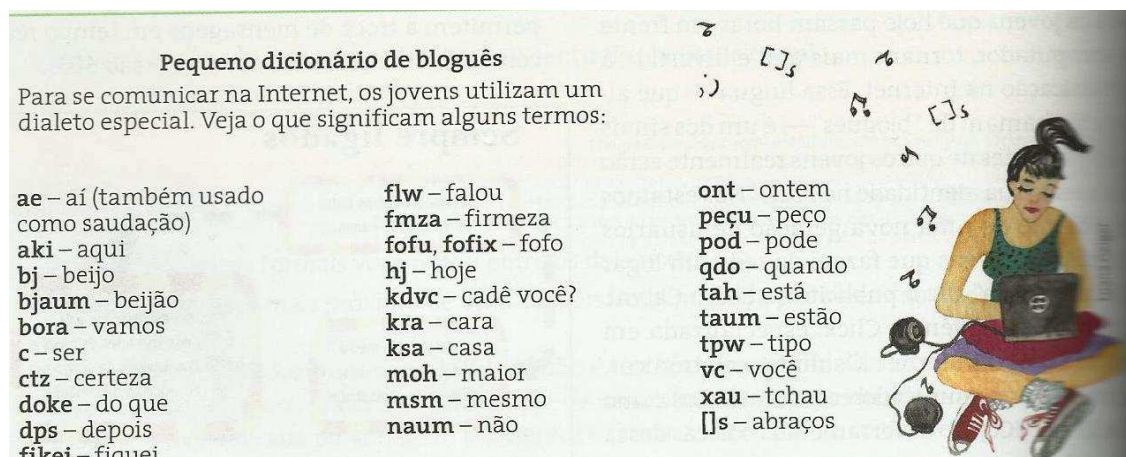 Pequeno dicionário de bloguês
Para se comunicar na Internet, os jovens utilizam um
dialeto especial. Veja o que significam alguns termos:
ae – aí (também usado
como saudação)
aki – aqui
bj – beijo
bjaum – beijão
bora – vamos
c – ser
ctz – certeza
doke – do que
dps – depois
fikei – fiquei
flw – falou
fmza – firmeza
fofu, fofix – fofo
hj – hoje
kdvc – cadê você?
kra – cara
ksa – casa
moh – maior
msm – mesmo
naum – não
ont – ontem
peçu – peço
pod – pode
qdo – quando
tah – está
taum – estão
tpw – tipo
vc – você
xau – tchau
[]s – abraços
[]s
[]s